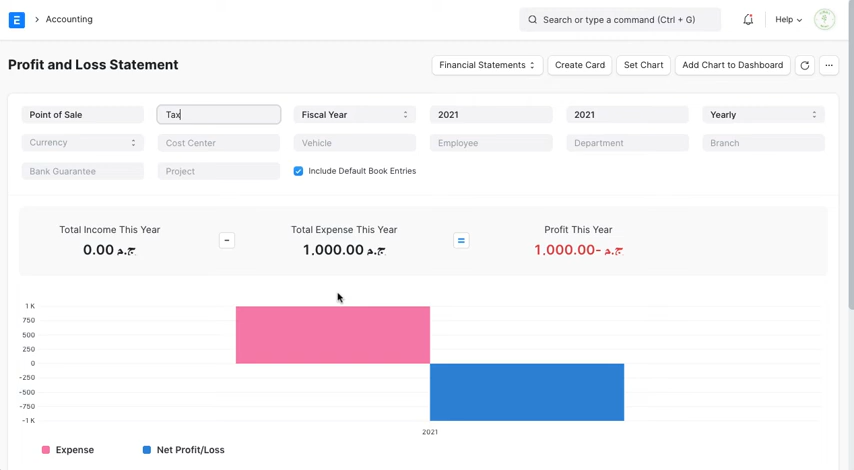 E > Accounting
Search or type a command (Ctrl + G)
Help
Profit and Loss Statement
Financial Statements
Create Card
Set Chart
Add Chart to Dashboard
...
Point of Sale
Tax
Fiscal Year
2021
2021
Yearly
Currency
Cost Center
Vehicle
Employee
Department
Branch
Bank Guarantee
Project
Include Default Book Entries
Total Income This Year
0.00 ج.م
-
Total Expense This Year
1,000.00 ج.م
=
Profit This Year
1,000.00- ج.م
1 K
750
500
250
0
-250
-500
-750
-1 K
2021
Expense
Net Profit/Loss